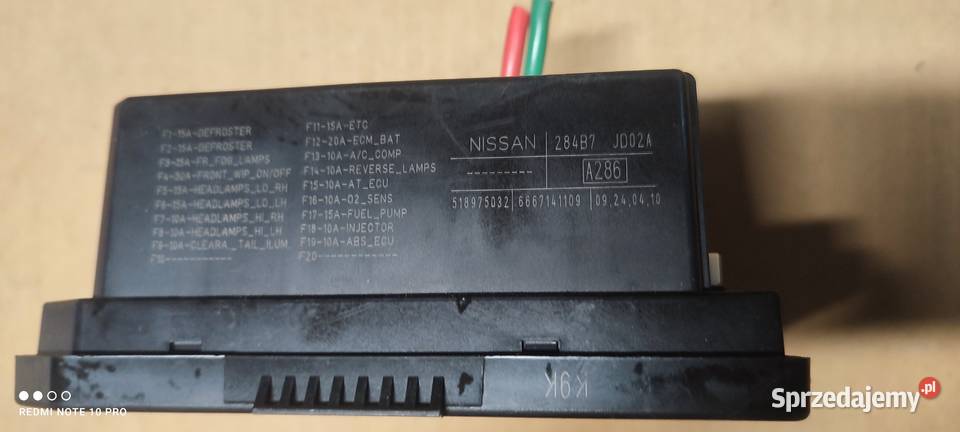 F1-15A-DEFROSTER
F2-15A-DEFROSTER
F3-15A-FR_FOG_LAMPS
F4-30A-FRONT_WIP_ON/OFF
F5-15A-HEADLAMPS_LO_RH
F6-15A-HEADLAMPS_LO_LH
F7-10A-HEADLAMPS_HI_RH
F8-10A-HEADLAMPS_HI_LH
F9-10A-CLEARA_TAIL_ILUM
F10-----------
F11-15A-ETC
F12-20A-ECM_BAT
F13-10A-A/C_COMP
F14-10A-REVERSE_LAMPS
F15-10A-AT_ECU
F16-10A-O2_SENS
F17-15A-FUEL_PUMP
F18-10A-INJECTOR
F19-10A-ABS_ECU
F20------------
NISSAN 284B7 JD02A
--------- A286
518975032 6667141109 09,24,04,10
K9K
REDMI NOTE 10 PRO
Sprzedajemy.pl